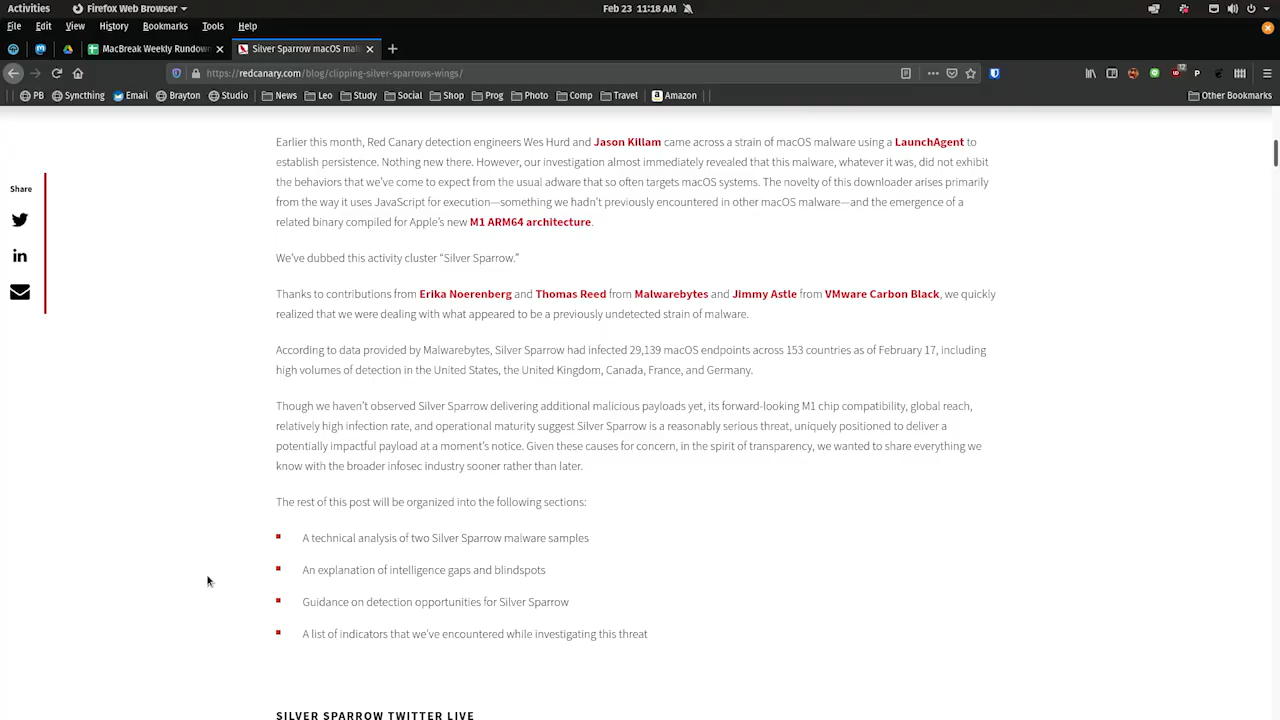 Activities
Firefox Web Browser
Feb 23 11:18 AM
File Edit View History Bookmarks Tools Help
MacBreak Weekly Rundown
Silver Sparrow macOS mal
https://redcanary.com/blog/clipping-silver-sparrows-wings/
12
P
PB Syncthing Email Brayton Studio News Leo Study Social Shop Prog Photo Comp Travel Amazon Other Bookmarks
Earlier this month, Red Canary detection engineers Wes Hurd and Jason Killam came across a strain of macOS malware using a LaunchAgent to
establish persistence. Nothing new there. However, our investigation almost immediately revealed that this malware, whatever it was, did not exhibit
the behaviors that we've come to expect from the usual adware that so often targets macOS systems. The novelty of this downloader arises primarily
from the way it uses JavaScript for execution—something we hadn't previously encountered in other macOS malware—and the emergence of a
related binary compiled for Apple's new M1 ARM64 architecture.
We've dubbed this activity cluster “Silver Sparrow.”
Thanks to contributions from Erika Noerenberg and Thomas Reed from Malwarebytes and Jimmy Astle from VMware Carbon Black, we quickly
realized that we were dealing with what appeared to be a previously undetected strain of malware.
According to data provided by Malwarebytes, Silver Sparrow had infected 29,139 macOS endpoints across 153 countries as of February 17, including
high volumes of detection in the United States, the United Kingdom, Canada, France, and Germany.
Though we haven't observed Silver Sparrow delivering additional malicious payloads yet, its forward-looking M1 chip compatibility, global reach,
relatively high infection rate, and operational maturity suggest Silver Sparrow is a reasonably serious threat, uniquely positioned to deliver a
potentially impactful payload at a moment's notice. Given these causes for concern, in the spirit of transparency, we wanted to share everything we
know with the broader infosec industry sooner rather than later.
The rest of this post will be organized into the following sections:
A technical analysis of two Silver Sparrow malware samples
An explanation of intelligence gaps and blindspots
Guidance on detection opportunities for Silver Sparrow
A list of indicators that we've encountered while investigating this threat
SILVER SPARROW TWITTER LIVE
Share
in